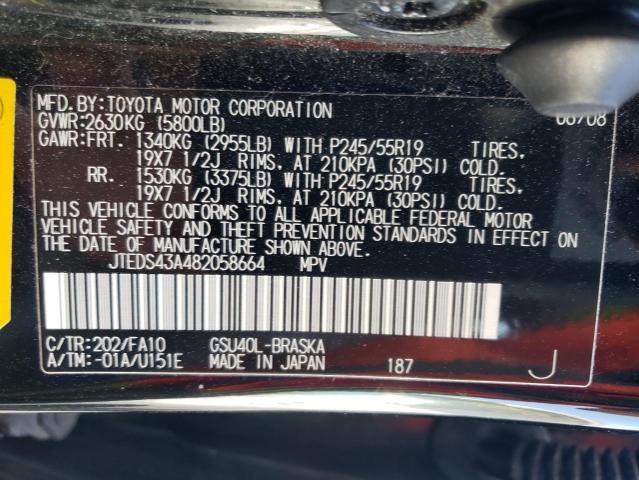 MFD.BY:TOYOTA MOTOR CORPORATION 06/08
GVWR:2630KG (5800LB)
GAWR:FRT. 1340KG (2955LB) WITH P245/55R19 TIRES,
19X7 1/2J RIMS, AT 210KPA (30PSI) COLD.
RR. 1530KG (3375LB) WITH P245/55R19 TIRES,
19X7 1/2J RIMS, AT 210KPA (30PSI) COLD.
THIS VEHICLE CONFORMS TO ALL APPLICABLE FEDERAL MOTOR
VEHICLE SAFETY AND THEFT PREVENTION STANDARDS IN EFFECT ON
THE DATE OF MANUFACTURE SHOWN ABOVE.
JTEDS43A482058664 MPV
C/TR:202/FA10 GSU40L-BRASKA
A/TM:-01A/U151E MADE IN JAPAN 187 J